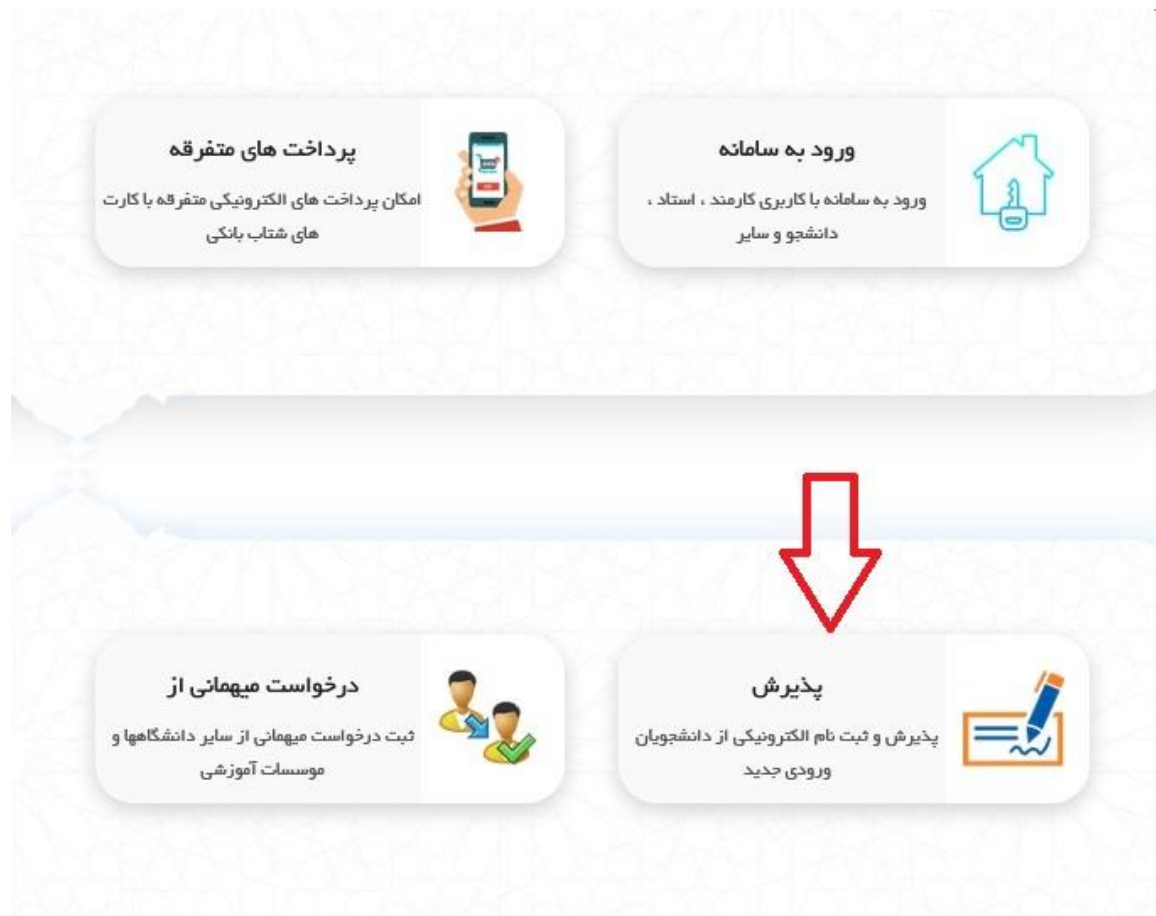 ورود به سامانه
ورود به سامانه با کاربری کارمند ، استاد ،
دانشجو و سایر
پرداخت های متفرقه
امکان پرداخت های الکترونیکی متفرقه با کارت
های شتاب بانکی
پذیرش
پذیرش و ثبت نام الکترونیکی از دانشجویان
ورودی جدید
درخواست میهمانی از
ثبت درخواست میهمانی از سایر دانشگاهها و
موسسات آموزشی